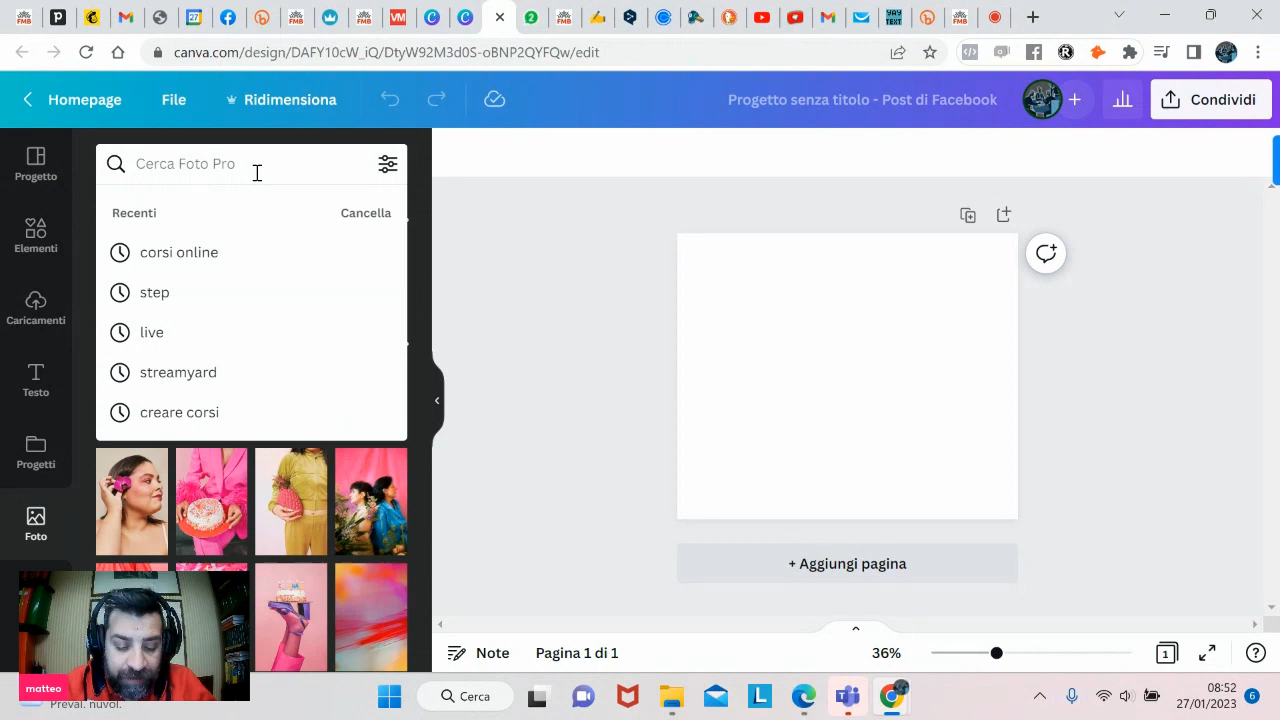 canva.com/design/DAFY10cW_iQ/DtyW92M3d0S-oBNP2QYFQw/edit
Homepage
File
Ridimensiona
Progetto senza titolo - Post di Facebook
Condividi
Progetto
Elementi
Caricamenti
Testo
Progetti
Foto
Cerca Foto Pro
Recenti
Cancella
corsi online
step
live
streamyard
creare corsi
+ Aggiungi pagina
Note
Pagina 1 di 1
36%
1
matteo
Preval. nuvol.
Cerca
08:52
27/01/2023
6